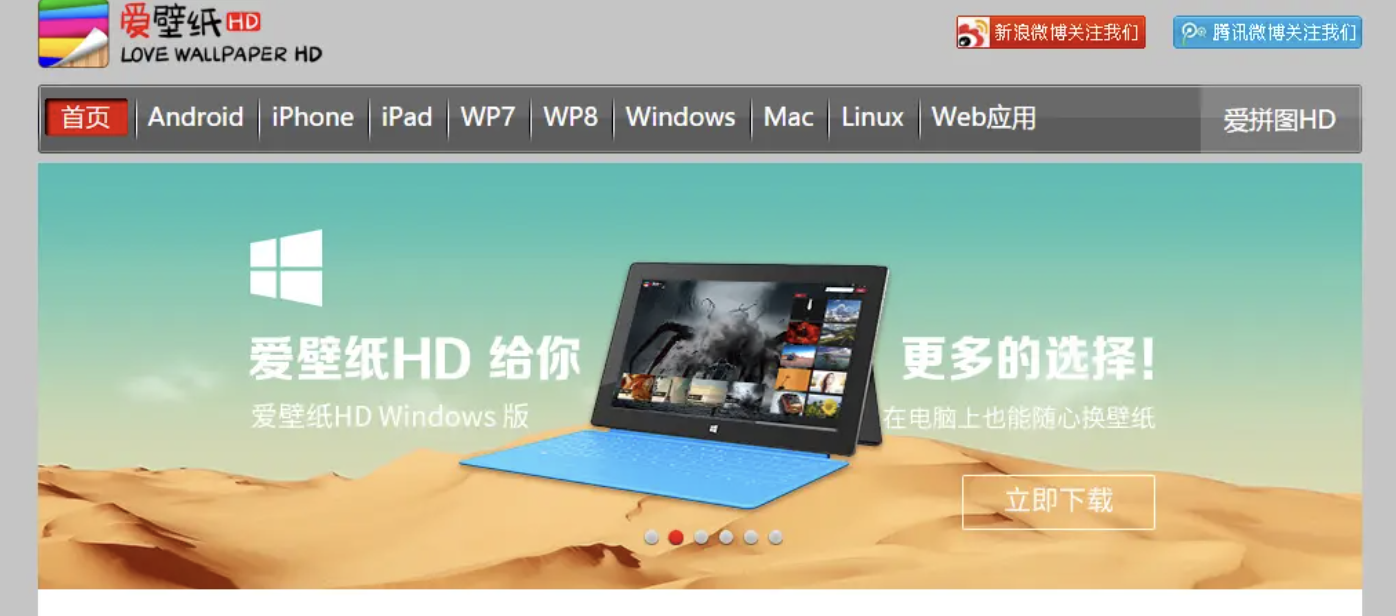 爱壁纸HD
LOVE WALLPAPER HD
新浪微博关注我们
腾讯微博关注我们
首页 Android iPhone iPad WP7 WP8 Windows Mac Linux Web应用 爱拼图HD
爱壁纸HD 给你 更多的选择!
爱壁纸HD Windows 版 在电脑上也能随心换壁纸
立即下载